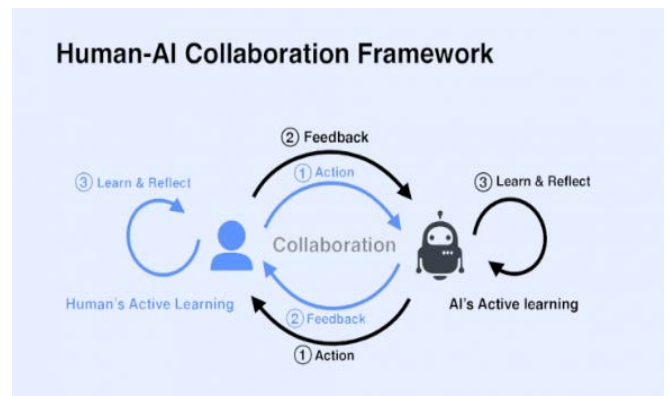 Human-AI Collaboration Framework
② Feedback
① Action
③ Learn & Reflect
③ Learn & Reflect
Collaboration
Human's Active Learning
AI's Active learning
② Feedback
① Action